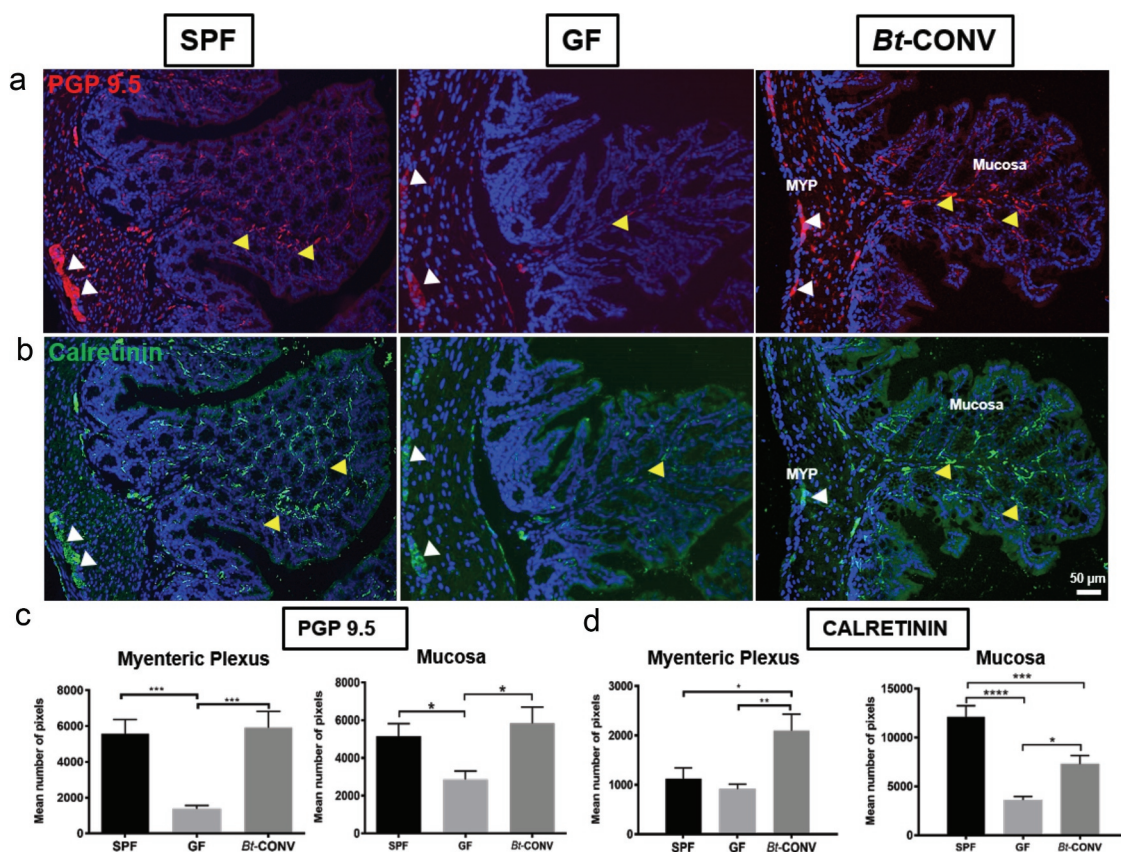 SPF
GF
Bt-CONV
a
PGP 9.5
Mucosa
MYP
b
Calretinin
Mucosa
MYP
50 µm
c
PGP 9.5
d
CALRETININ
Myenteric Plexus
Mean number of pixels
8000
6000
4000
2000
0
***
***
SPF
GF
Bt-CONV
Mucosa
Mean number of pixels
8000
6000
4000
2000
0
*
*
SPF
GF
Bt-CONV
Myenteric Plexus
Mean number of pixels
3000
2000
1000
0
*
**
SPF
GF
Bt-CONV
Mucosa
Mean number of pixels
15000
10000
5000
0
***
****
*
SPF
GF
Bt-CONV